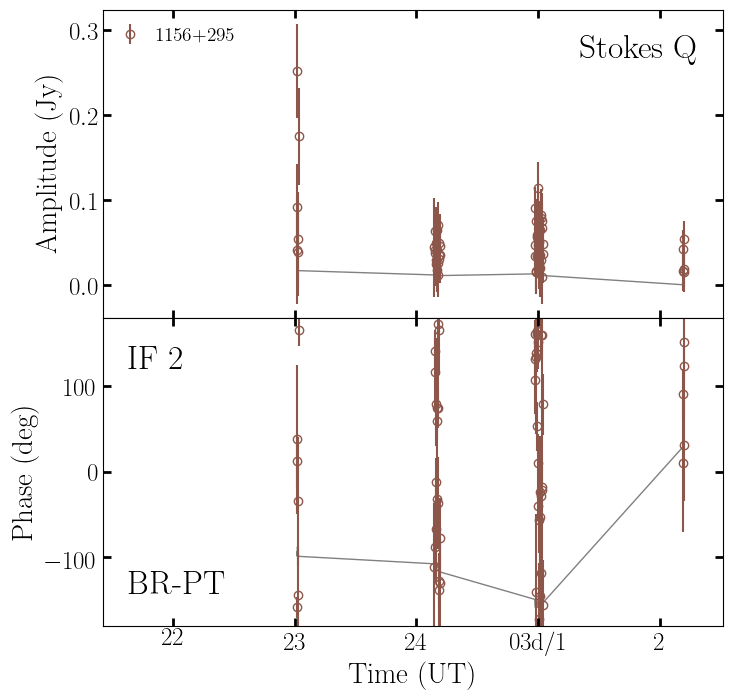 1156+295
Stokes Q
0.3
0.2
0.1
0.0
Amplitude (Jy)
IF 2
100
0
−100
Phase (deg)
BR-PT
22 23 24 03d/1 2
Time (UT)